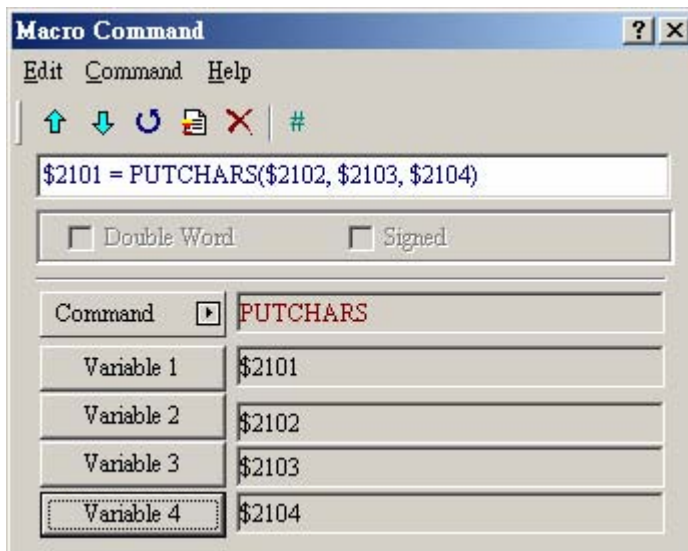 Macro Command
Edit Command Help
#
$2101 = PUTCHARS($2102, $2103, $2104)
Double Word Signed
Command PUTCHARS
Variable 1 $2101
Variable 2 $2102
Variable 3 $2103
Variable 4 $2104